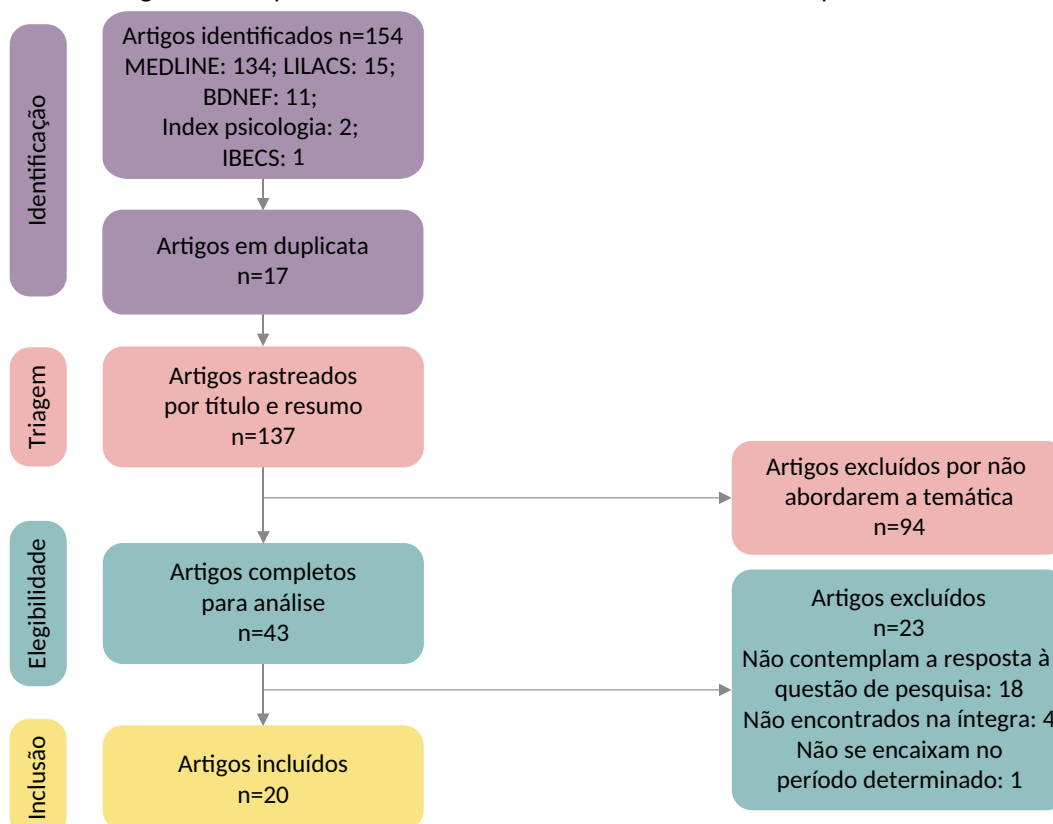 Identificação
Artigos identificados n=154
MEDLINE: 134; LILACS: 15;
BDNEF: 11;
Index psicologia: 2;
IBECS: 1
Artigos em duplicata
n=17
Triagem
Artigos rastreados
por título e resumo
n=137
Artigos excluídos por não
abordarem a temática
n=94
Elegibilidade
Artigos completos
para análise
n=43
Artigos excluídos
n=23
Não contemplam a resposta à
questão de pesquisa: 18
Não encontrados na íntegra: 4
Não se encaixam no
período determinado: 1
Inclusão
Artigos incluídos
n=20